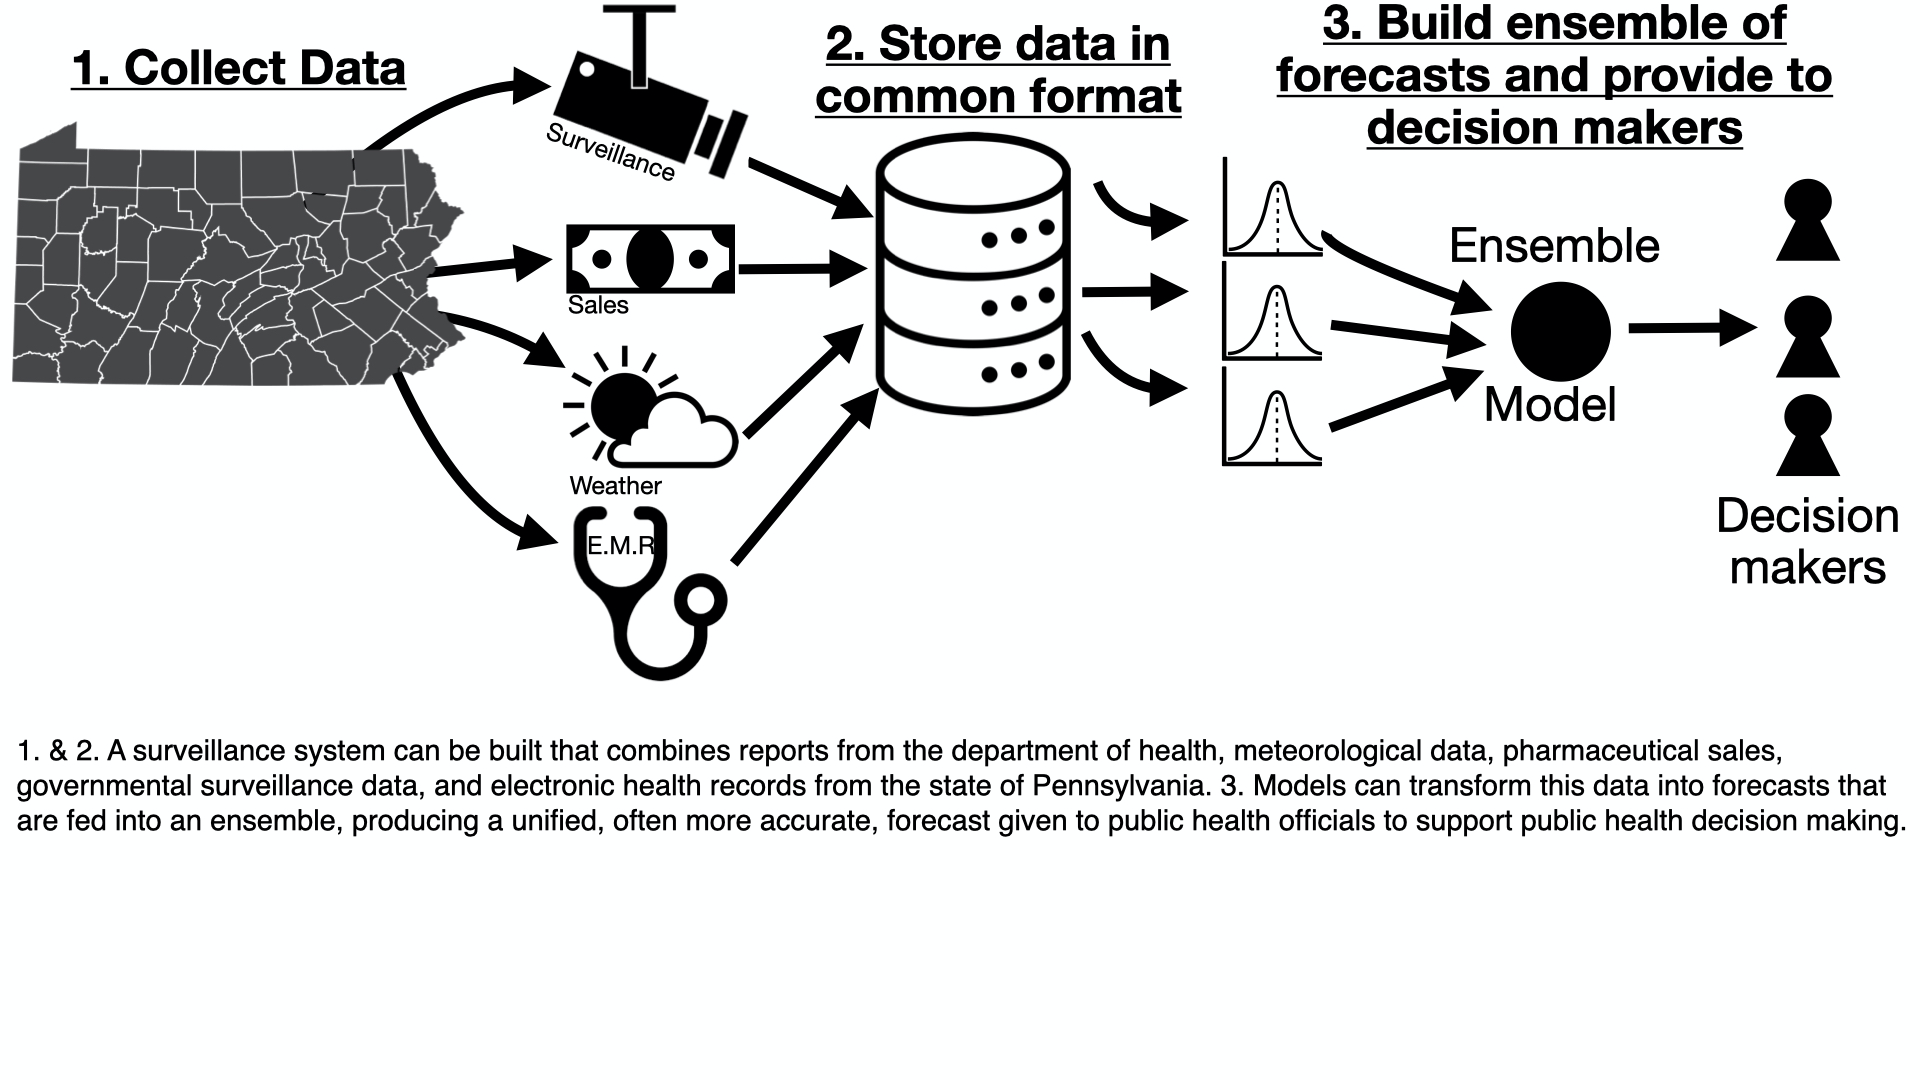 1. Collect Data
Surveillance
Sales
Weather
E.M.R
2. Store data in
common format
3. Build ensemble of
forecasts and provide to
decision makers
Ensemble
Model
Decision
makers
1. & 2. A surveillance system can be built that combines reports from the department of health, meteorological data, pharmaceutical sales,
governmental surveillance data, and electronic health records from the state of Pennsylvania. 3. Models can transform this data into forecasts that
are fed into an ensemble, producing a unified, often more accurate, forecast given to public health officials to support public health decision making.